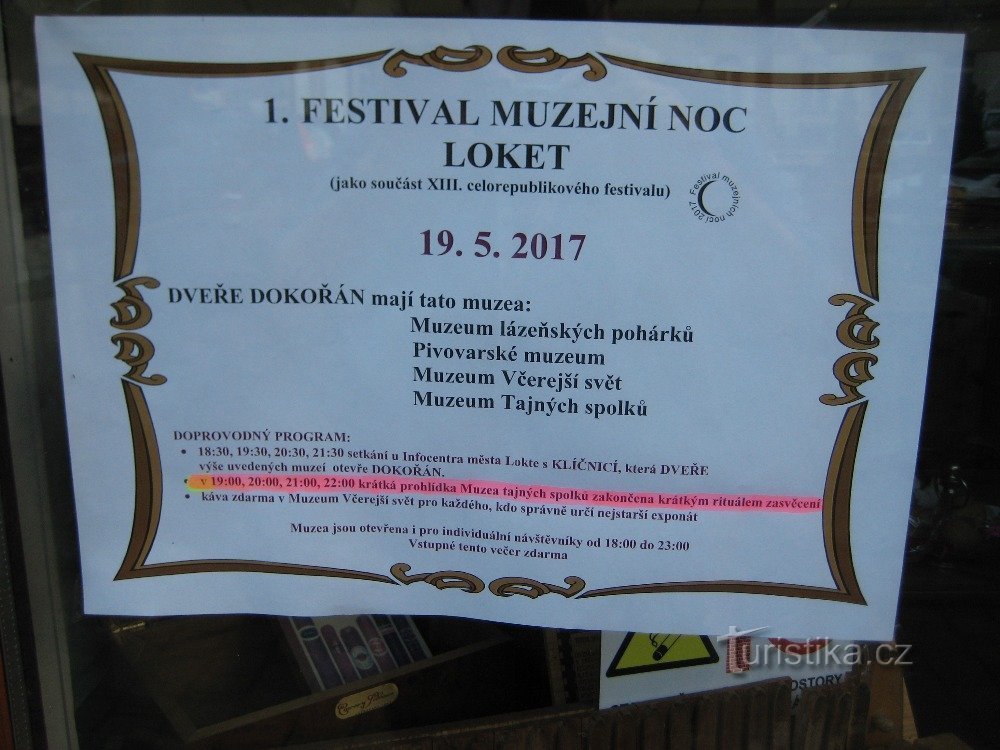 1. FESTIVAL MUZEJNÍ NOC
LOKET
(jako součást XIII. celorepublikového festivalu)
Festival muzejních nocí 2017
19. 5. 2017
DVEŘE DOKOŘÁN mají tato muzea:
Muzeum lázeňských pohárků
Pivovarské muzeum
Muzeum Včerejší svět
Muzeum Tajných spolků
DOPROVODNÝ PROGRAM:
• 18:30, 19:30, 20:30, 21:30 setkání u Infocentra města Lokte s KLÍČNICÍ, která DVEŘE
výše uvedených muzeí otevře DOKOŘÁN.
• v 19:00, 20:00, 21:00, 22:00 krátká prohlídka Muzea tajných spolků zakončena krátkým rituálem zasvěcení
• káva zdarma v Muzeum Včerejší svět pro každého, kdo správně určí nejstarší exponát
Muzea jsou otevřena i pro individuální návštěvníky od 18:00 do 23:00
Vstupné tento večer zdarma
turistika.cz